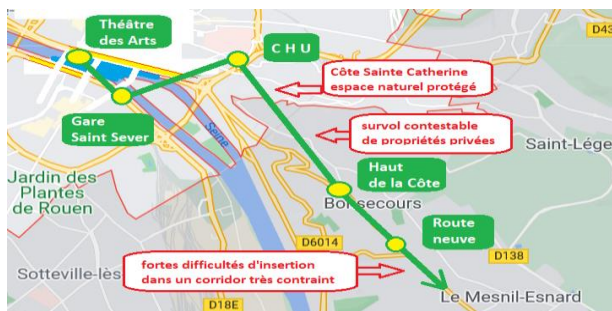 Théâtre
des Arts
C H U
D43
Côte Sainte Catherine
espace naturel protégé
Gare
Saint Sever
Seine
survol contestable
de propriétés privées
Saint-Lége
Jardin des
Plantes
de Rouen
Haut
de la Côte
Bonsecours
Route
neuve
D6014
D138
Sotteville-lès
fortes difficultés d'insertion
dans un corridor très contraint
Le Mesnil-Esnard
D18E